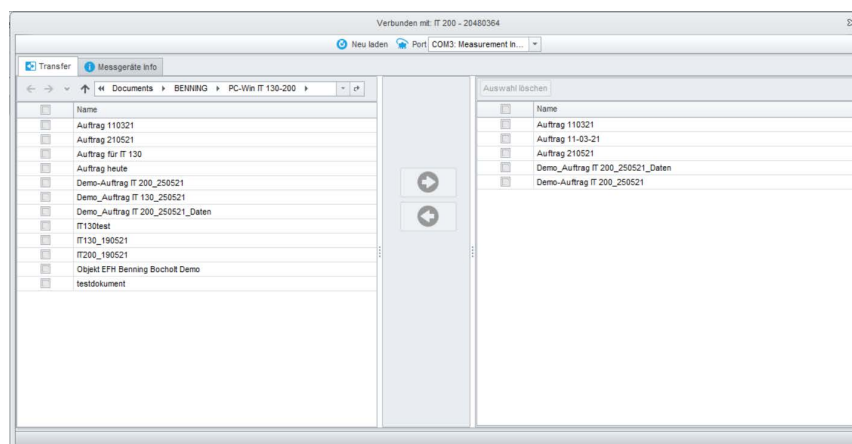 Verbunden mit: IT 200 - 20480364
Neu laden Port COM3: Measurement In...
Transfer Messgeräte Info
Documents BENNING PC-Win IT 130-200
Auswahl löschen
Name
Auftrag 110321
Auftrag 210521
Auftrag für IT 130
Auftrag heute
Demo-Auftrag IT 200_250521
Demo_Auftrag IT 130_250521
Demo_Auftrag IT 200_250521_Daten
IT130test
IT130_190521
IT200_190521
Objekt EFH Benning Bocholt Demo
testdokument
Name
Auftrag 110321
Auftrag 11-03-21
Auftrag 210521
Demo_Auftrag IT 200_250521_Daten
Demo-Auftrag IT 200_250521